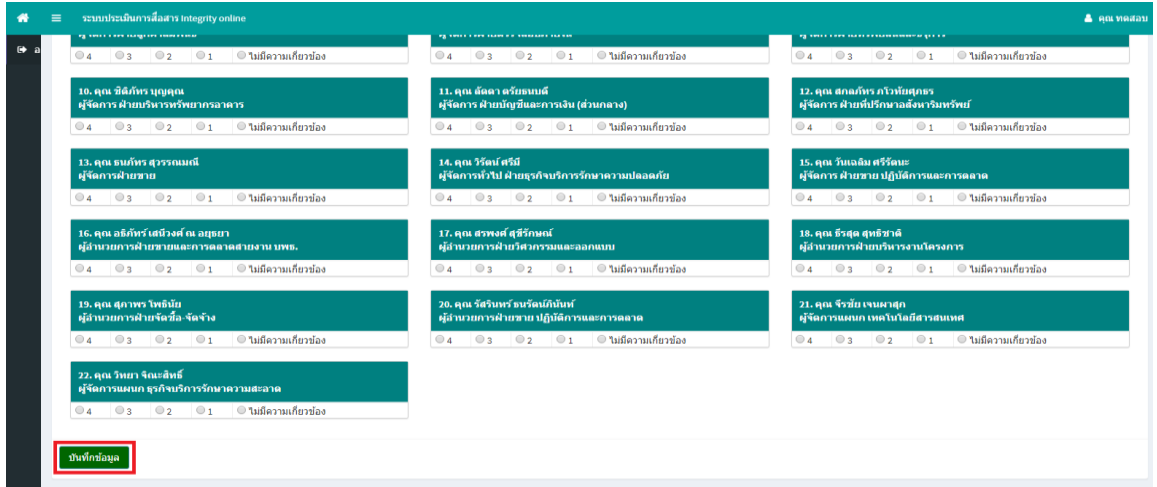 ระบบประเมินการสื่อสาร Integrity online
คุณ ทดสอบ
4 3 2 1 ไม่มีความเกี่ยวข้อง
4 3 2 1 ไม่มีความเกี่ยวข้อง
4 3 2 1 ไม่มีความเกี่ยวข้อง
10. คุณ ชิติภัทร บุญคุณ
ผู้จัดการ ฝ่ายบริหารทรัพยากรอาคาร
4 3 2 1 ไม่มีความเกี่ยวข้อง
11. คุณ ลัดดา ตรัยธนบดี
ผู้จัดการ ฝ่ายบัญชีและการเงิน (ส่วนกลาง)
4 3 2 1 ไม่มีความเกี่ยวข้อง
12. คุณ สกลภัทร ภโวทัยศุภธร
ผู้จัดการ ฝ่ายที่ปรึกษาอสังหาริมทรัพย์
4 3 2 1 ไม่มีความเกี่ยวข้อง
13. คุณ ธนภัทร สุวรรณมณี
ผู้จัดการฝ่ายขาย
4 3 2 1 ไม่มีความเกี่ยวข้อง
14. คุณ วิรัตน์ ศรีมี
ผู้จัดการทั่วไป ฝ่ายธุรกิจบริการรักษาความปลอดภัย
4 3 2 1 ไม่มีความเกี่ยวข้อง
15. คุณ วันเฉลิม ศรีรัตนะ
ผู้จัดการ ฝ่ายขาย ปฏิบัติการและการตลาด
4 3 2 1 ไม่มีความเกี่ยวข้อง
16. คุณ อธิภัทร์ เสนีวงศ์ ณ อยุธยา
ผู้อำนวยการฝ่ายขายและการตลาดสายงาน บพธ.
4 3 2 1 ไม่มีความเกี่ยวข้อง
17. คุณ สรพงศ์ สุชีรักษณ์
ผู้อำนวยการฝ่ายวิศวกรรมและออกแบบ
4 3 2 1 ไม่มีความเกี่ยวข้อง
18. คุณ ธีรสุด สุทธิชาติ
ผู้อำนวยการฝ่ายบริหารงานโครงการ
4 3 2 1 ไม่มีความเกี่ยวข้อง
19. คุณ สุภาพร โพธินัย
ผู้อำนวยการฝ่ายจัดซื้อ-จัดจ้าง
4 3 2 1 ไม่มีความเกี่ยวข้อง
20. คุณ รัสรินทร์ ธนรัตน์ภินันท์
ผู้อำนวยการฝ่ายขาย ปฏิบัติการและการตลาด
4 3 2 1 ไม่มีความเกี่ยวข้อง
21. คุณ จีรชัย เจนผาสุก
ผู้จัดการแผนก เทคโนโลยีสารสนเทศ
4 3 2 1 ไม่มีความเกี่ยวข้อง
22. คุณ วิทยา จิณะสิทธิ์
ผู้จัดการแผนก ธุรกิจบริการรักษาความสะอาด
4 3 2 1 ไม่มีความเกี่ยวข้อง
บันทึกข้อมูล